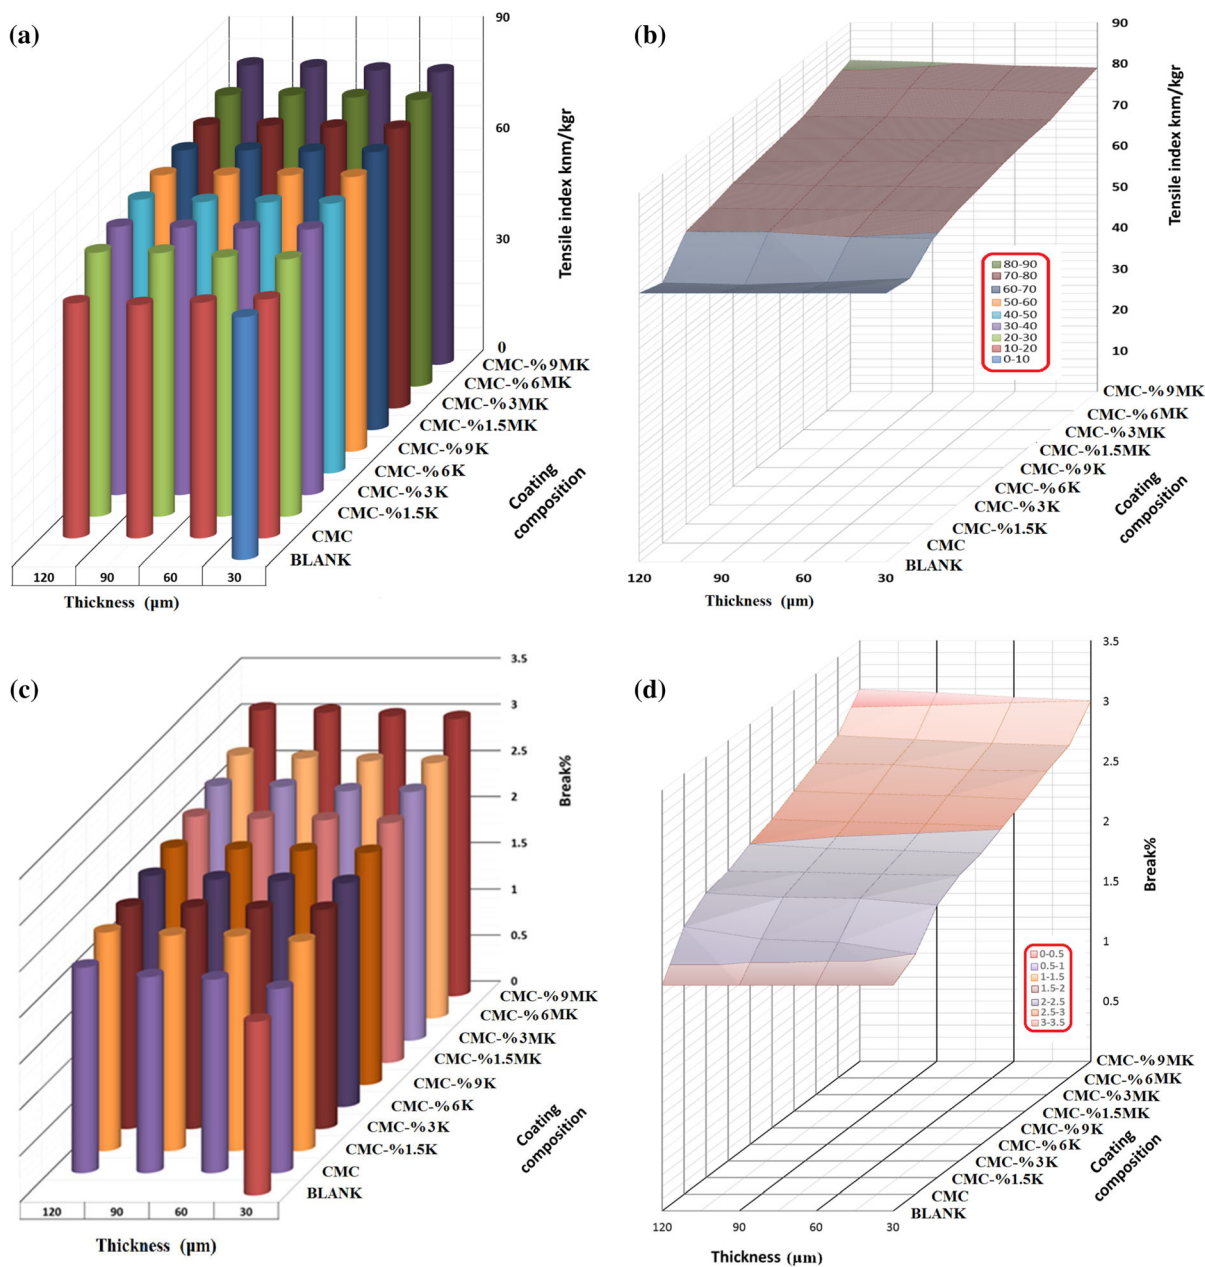 (a)
90
60
30
0
Tensile index knm/kgr
CMC-%9MK
CMC-%6MK
CMC-%3MK
CMC-%1.5MK
CMC-%9K
CMC-%6K
CMC-%3K
CMC-%1.5K
CMC
BLANK
Coating
composition
120 90 60 30
Thickness (μm)
(b)
90
80
70
60
50
40
30
20
10
Tensile index knm/kgr
80-90
70-80
60-70
50-60
40-50
30-40
20-30
10-20
0-10
CMC-%9MK
CMC-%6MK
CMC-%3MK
CMC-%1.5MK
CMC-%9K
CMC-%6K
CMC-%3K
CMC-%1.5K
CMC
BLANK
Coating
composition
120 90 60 30
Thickness (μm)
(c)
3.5
3
2.5
2
1.5
1
0.5
0
Break%
CMC-%9MK
CMC-%6MK
CMC-%3MK
CMC-%1.5MK
CMC-%9K
CMC-%6K
CMC-%3K
CMC-%1.5K
CMC
BLANK
Coating
composition
120 90 60 30
Thickness (μm)
(d)
3.5
3
2.5
2
1.5
1
0.5
Break%
0-0.5
0.5-1
1-1.5
1.5-2
2-2.5
2.5-3
3-3.5
CMC-%9MK
CMC-%6MK
CMC-%3MK
CMC-%1.5MK
CMC-%9K
CMC-%6K
CMC-%3K
CMC-%1.5K
CMC
BLANK
Coating
composition
120 90 60 30
Thickness (μm)